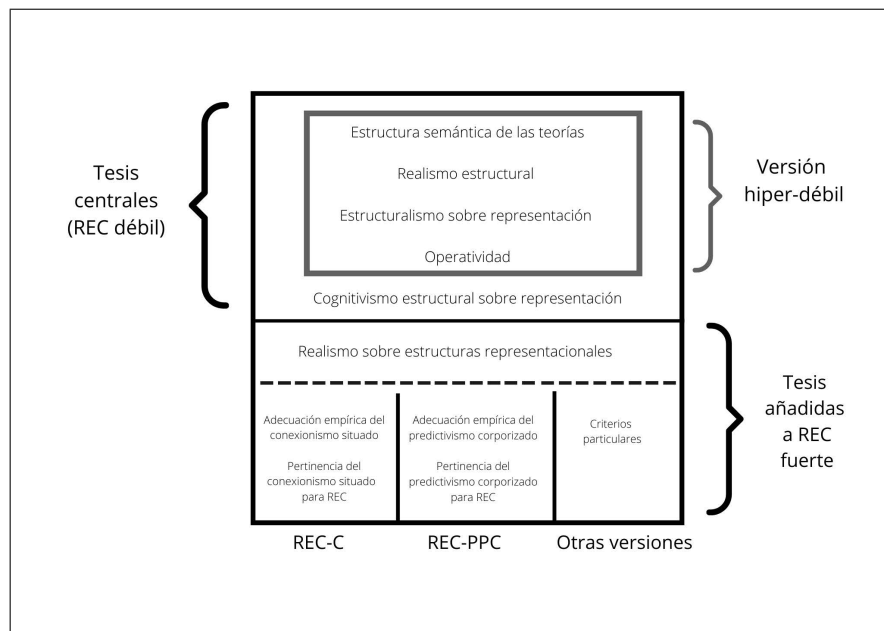 Tesis
centrales
(REC débil)
Estructura semántica de las teorías
Realismo estructural
Estructuralismo sobre representación
Operatividad
Versión
hiper-débil
Cognitivismo estructural sobre representación
Realismo sobre estructuras representacionales
Adecuación empírica del
conexionismo situado
Pertinencia del
conexionismo situado
para REC
Adecuación empírica del
predictivismo corporizado
Pertinencia del
predictivismo corporizado
para REC
Criterios
particulares
Tesis
añadidas
a REC
fuerte
REC-C
REC-PPC
Otras versiones